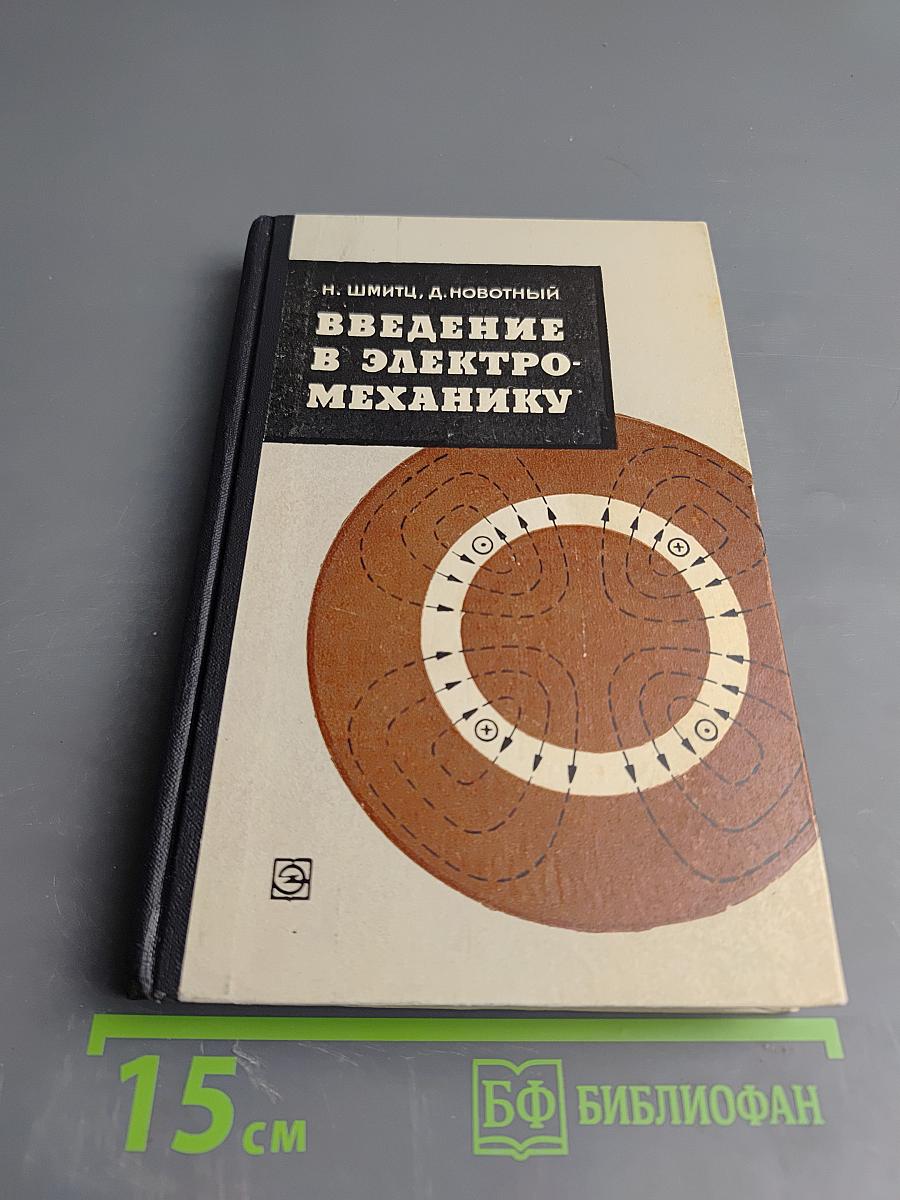 Н. ШМИТЦ, Д. НОВОТНЫЙ
ВВЕДЕНИЕ
В ЭЛЕКТРО-
МЕХАНИКУ
Э
15 см
БФ БИБЛИОФАН